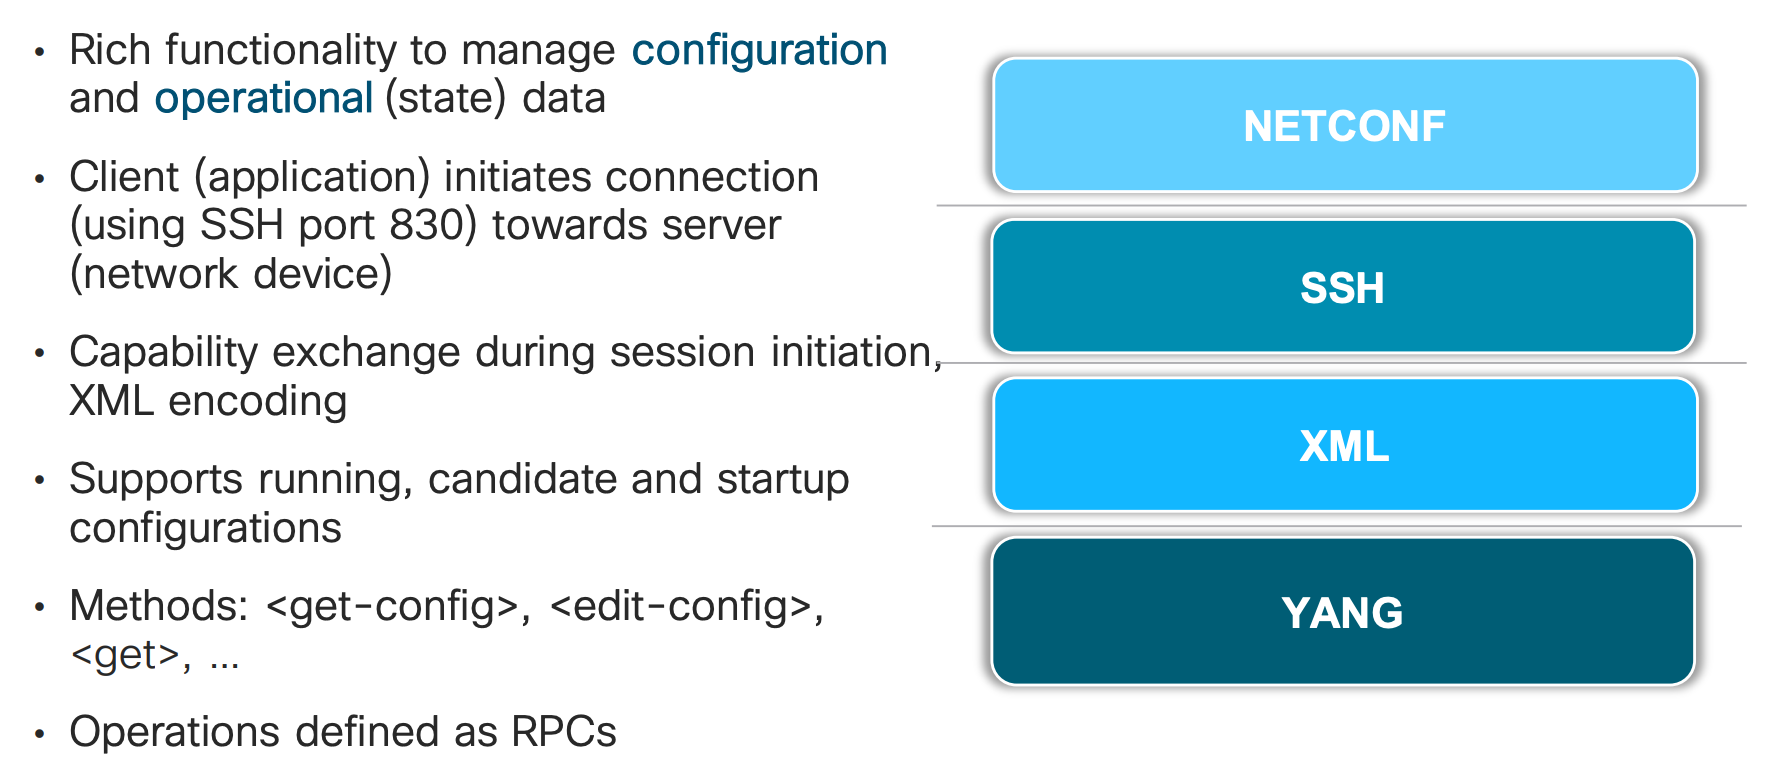 • Rich functionality to manage configuration
and operational (state) data
• Client (application) initiates connection
(using SSH port 830) towards server
(network device)
• Capability exchange during session initiation,
XML encoding
• Supports running, candidate and startup
configurations
• Methods: <get-config>, <edit-config>,
<get>, ...
• Operations defined as RPCs
NETCONF
SSH
XML
YANG